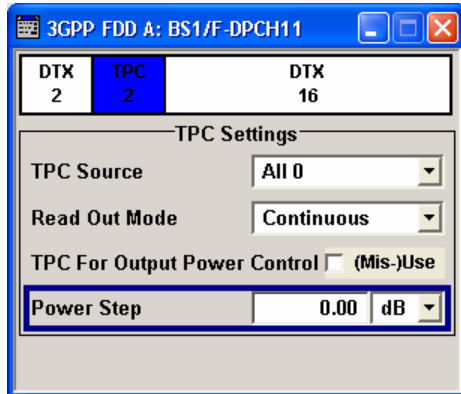 3GPP FDD A: BS1/F-DPCH11
DTX TPC DTX
2 2 16
TPC Settings
TPC Source All 0
Read Out Mode Continuous
TPC For Output Power Control (Mis-)Use
Power Step 0.00 dB